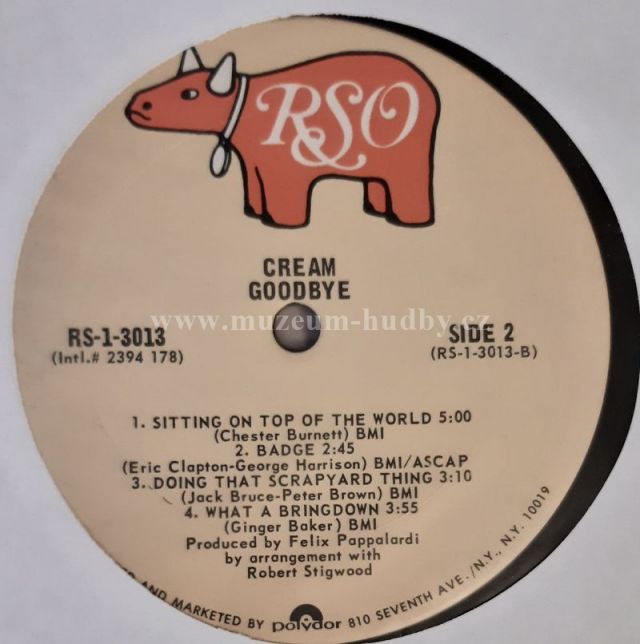 RSO
CREAM
GOODBYE
www.muzeum-hudby.cz
RS-1-3013
(Intl.# 2394 178)
SIDE 2
(RS-1-3013-B)
1. SITTING ON TOP OF THE WORLD 5:00
(Chester Burnett) BMI
2. BADGE 2:45
(Eric Clapton-George Harrison) BMI/ASCAP
3. DOING THAT SCRAPYARD THING 3:10
(Jack Bruce-Peter Brown) BMI
4. WHAT A BRINGDOWN 3:55
(Ginger Baker) BMI
Produced by Felix Pappalardi
by arrangement with
Robert Stigwood
AND MARKETED BY polydor 810 SEVENTH AVE./N.Y., N.Y. 10019